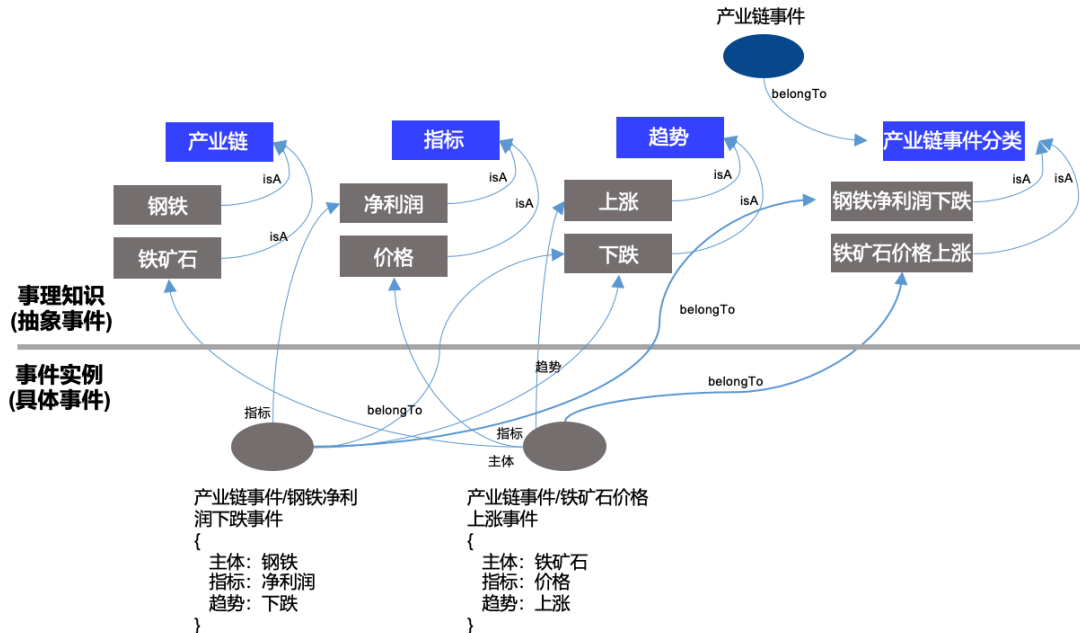 产业链事件
belongTo
产业链
指标
趋势
产业链事件分类
isA
isA
isA
isA
isA
isA
isA
isA
钢铁
净利润
上涨
钢铁净利润下跌
铁矿石
价格
下跌
铁矿石价格上涨
事理知识
(抽象事件)
belongTo
事件实例
(具体事件)
趋势
belongTo
指标
belongTo
指标
主体
产业链事件/钢铁净利
润下跌事件
{
主体：钢铁
指标：净利润
趋势：下跌
}
产业链事件/铁矿石价格
上涨事件
{
主体：铁矿石
指标：价格
趋势：上涨
}